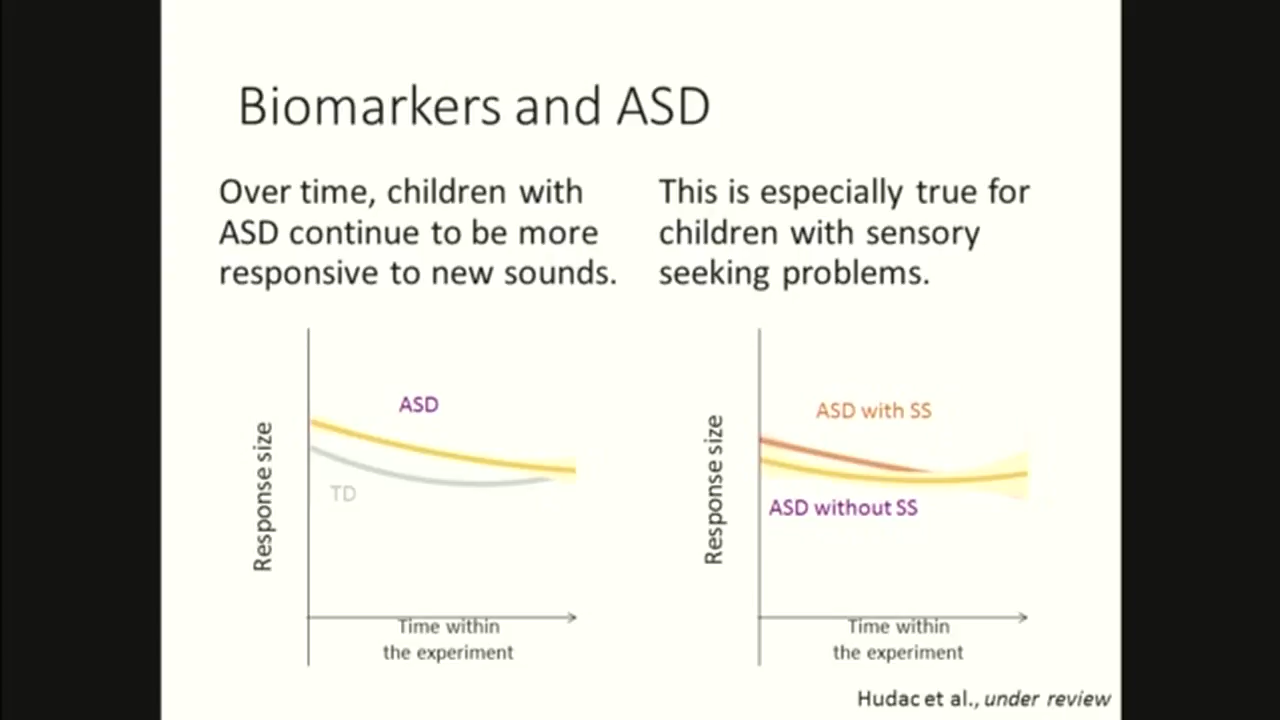 Biomarkers and ASD
Over time, children with
ASD continue to be more
responsive to new sounds.
This is especially true for
children with sensory
seeking problems.
Response size
ASD
TD
Time within
the experiment
Response size
ASD with SS
ASD without SS
Time within
the experiment
Hudac et al., under review